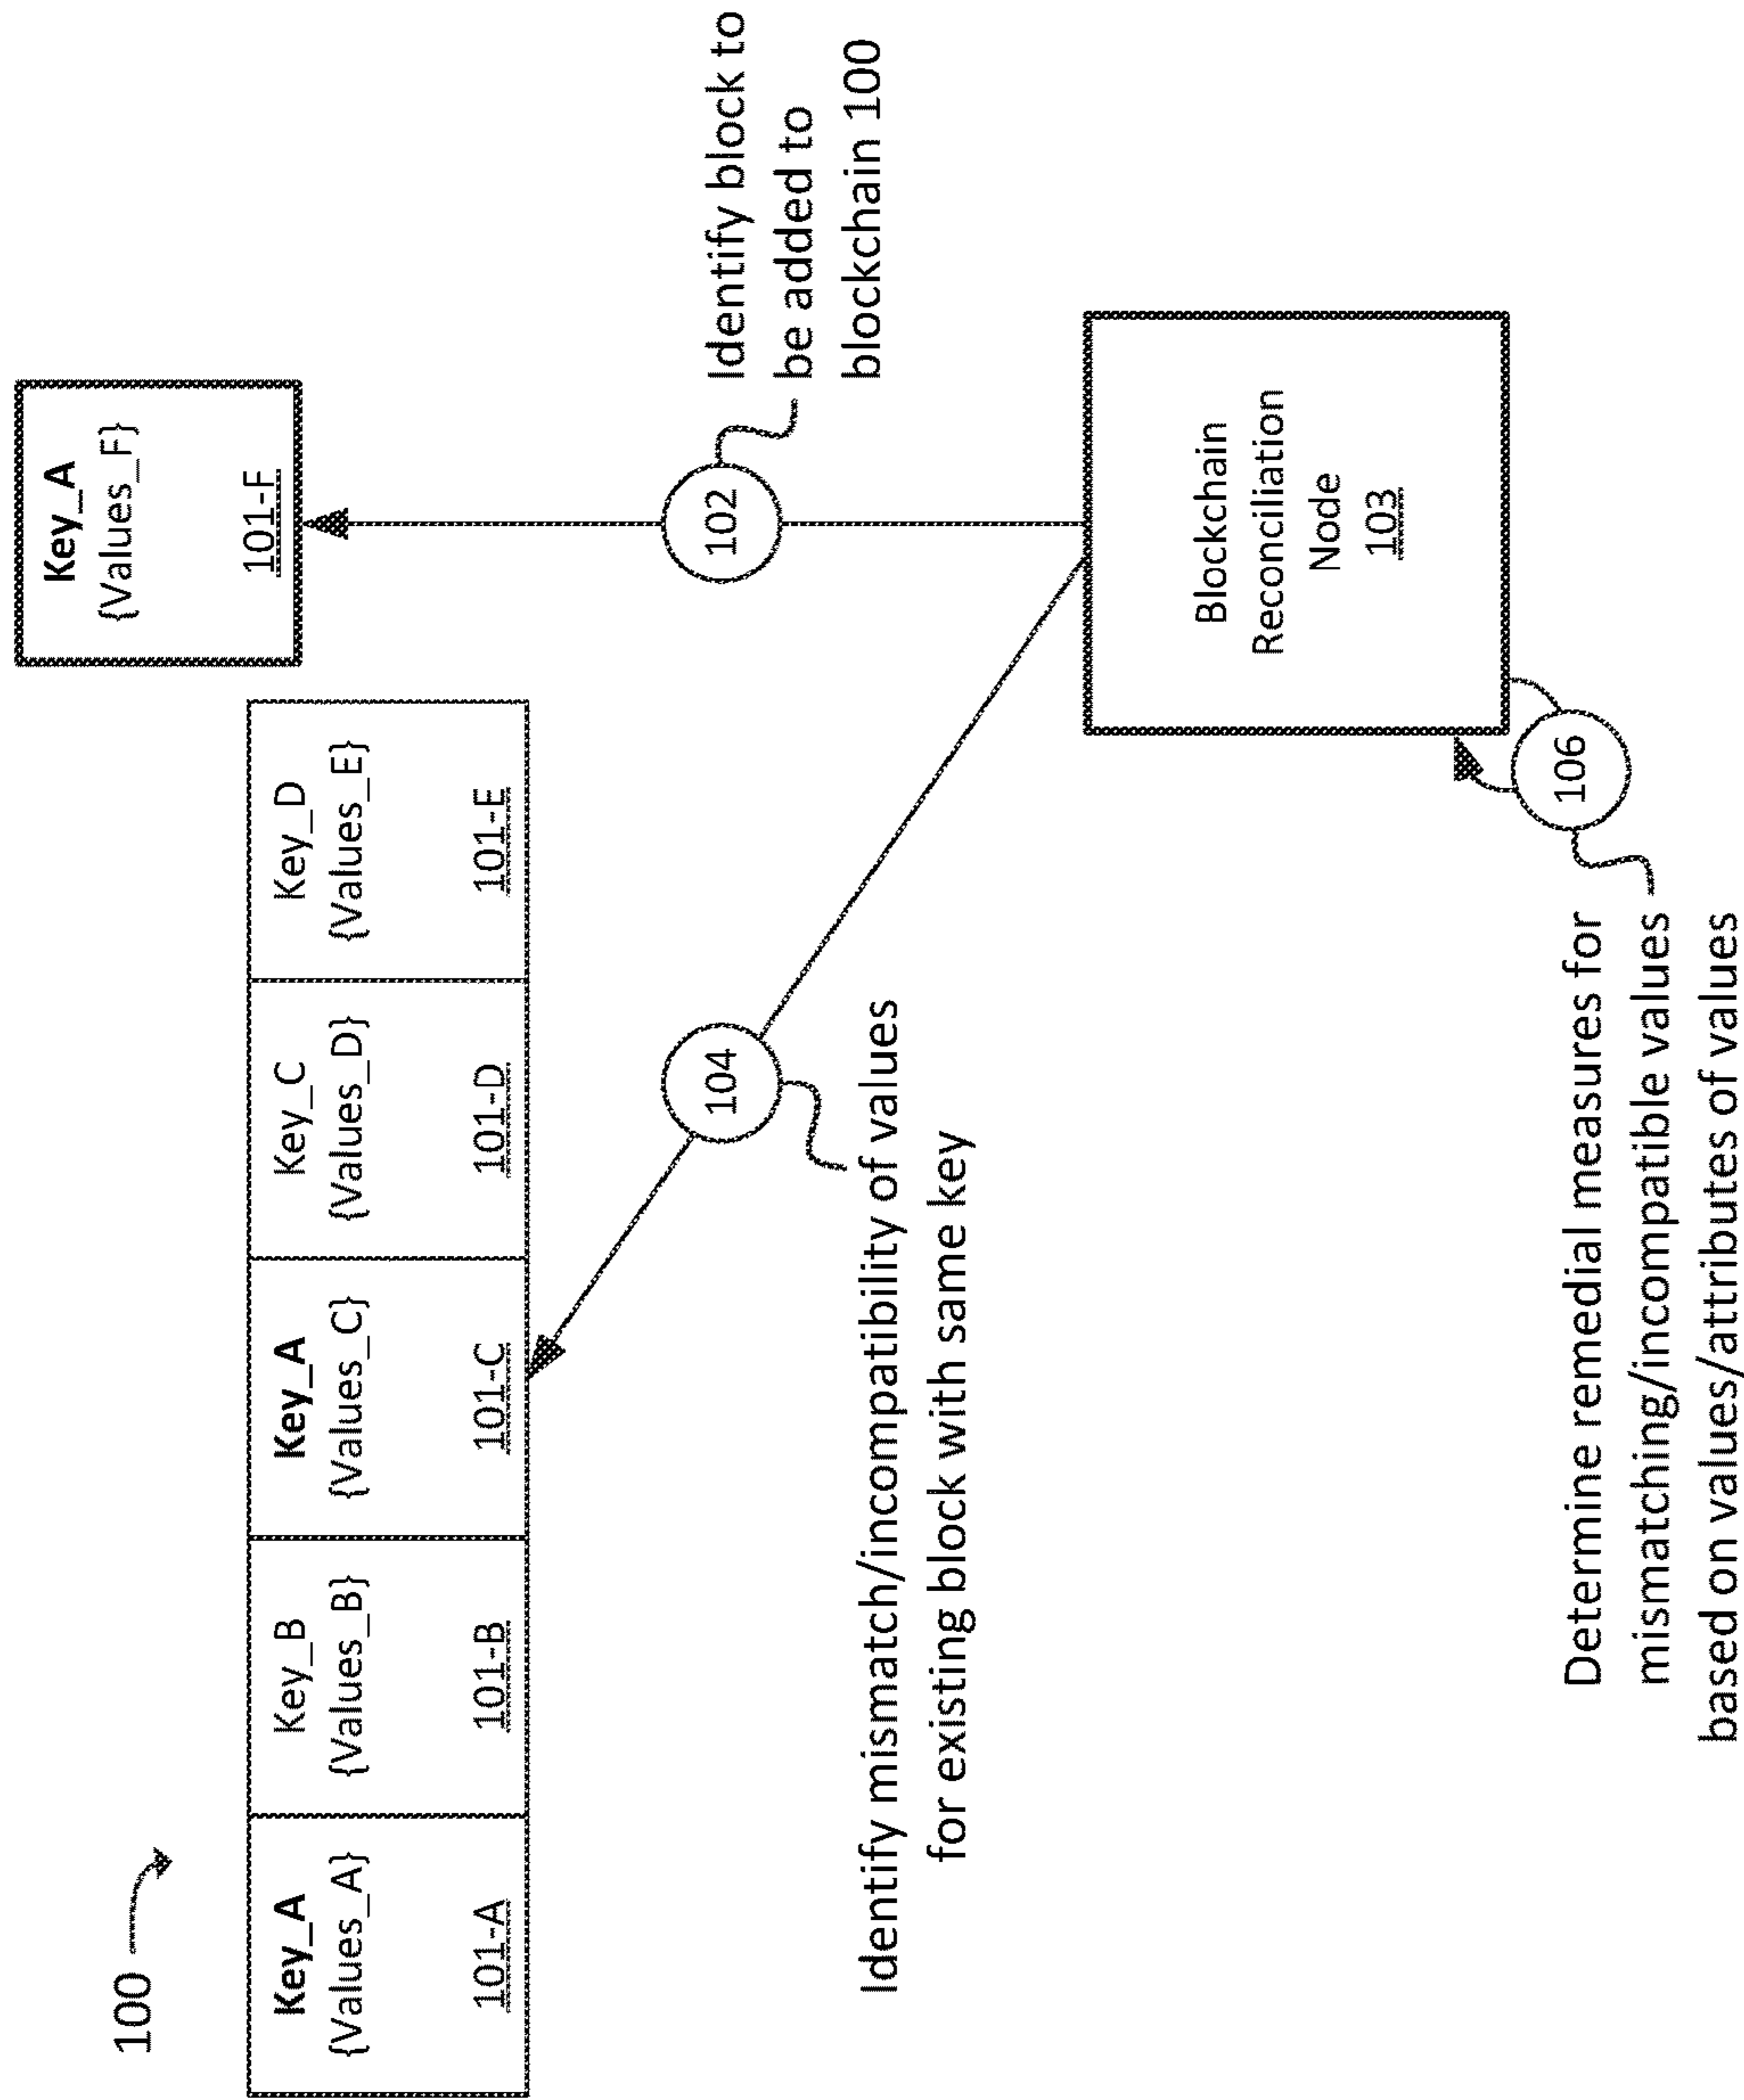 100
Key_A
{Values_A}
101-A
Key_B
{Values_B}
101-B
Key_A
{Values_C}
101-C
Key_C
{Values_D}
101-D
Key_D
{Values_E}
101-E
Key_A
{Values_F}
101-F
102
Identify block to
be added to
blockchain 100
104
Identify mismatch/incompatibility of values
for existing block with same key
Blockchain
Reconciliation
Node
103
106
Determine remedial measures for
mismatching/incompatible values
based on values/attributes of values